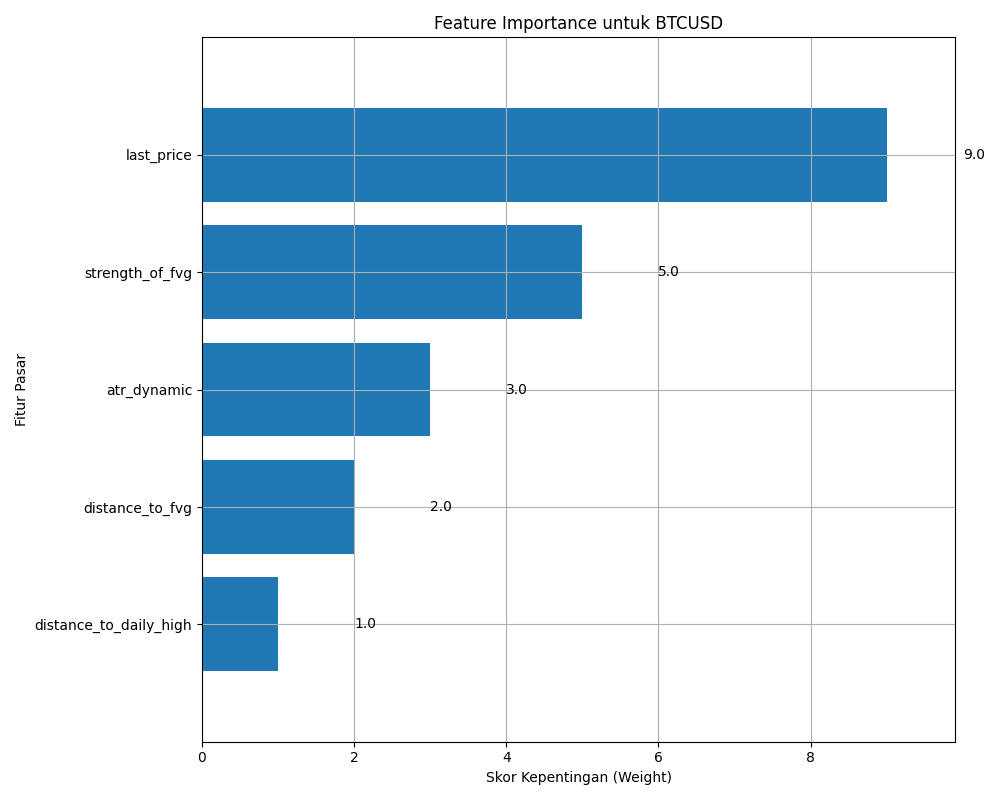 Feature Importance untuk BTCUSD
last_price
9.0
strength_of_fvg
5.0
Fitur Pasar
atr_dynamic
3.0
distance_to_fvg
2.0
distance_to_daily_high
1.0
0 2 4 6 8
Skor Kepentingan (Weight)